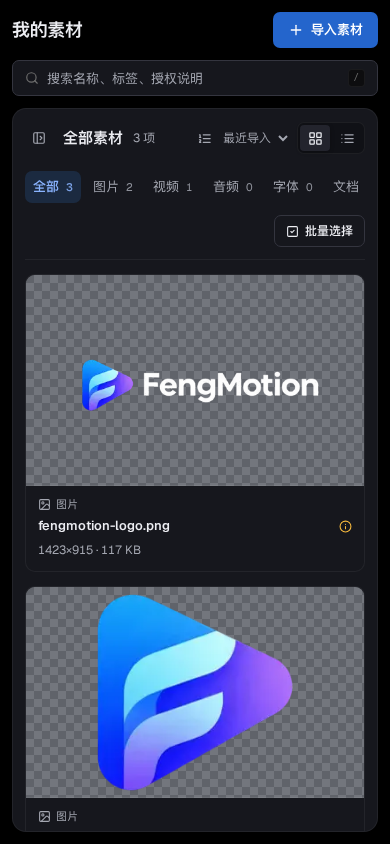 我的素材
导入素材
搜索名称、标签、授权说明 /
全部素材 3 项 最近导入
全部 3 图片 2 视频 1 音频 0 字体 0 文档
批量选择
FengMotion
图片
fengmotion-logo.png
1423×915 · 117 KB
图片